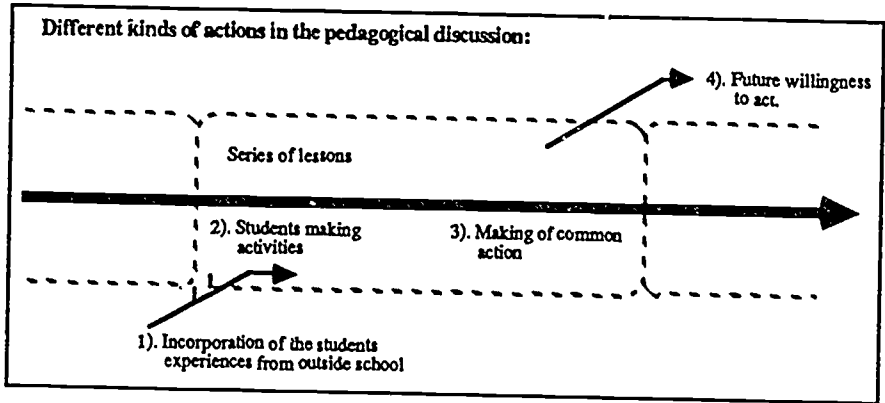 Different kinds of actions in the pedagogical discussion:
4). Future willingness
to act.
Series of lessons
2). Students making
activities
3). Making of common
action
1). Incorporation of the students
experiences from outside school